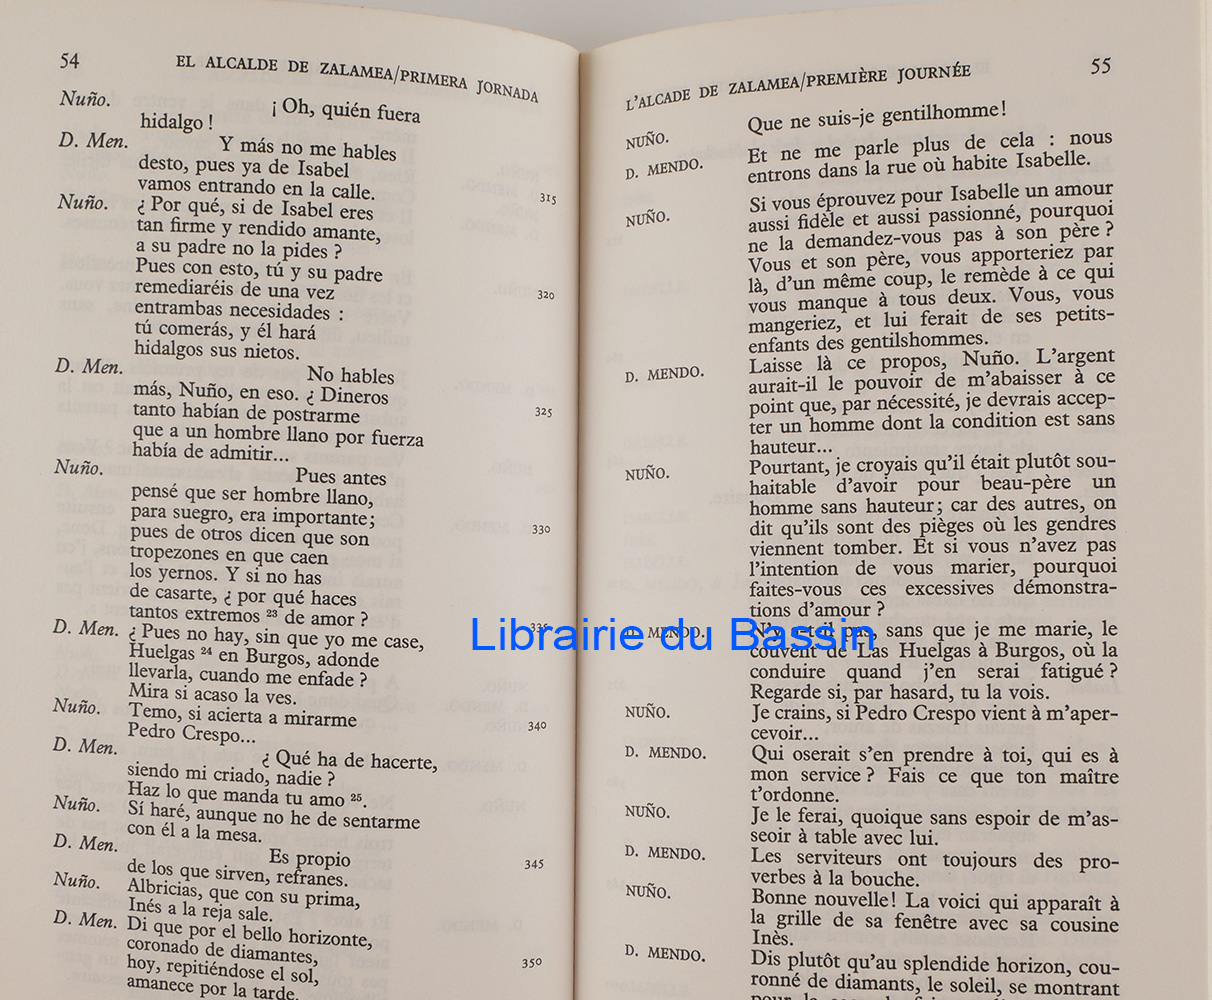 54
EL ALCALDE DE ZALAMEA/PRIMERA JORNADA
Nuño. ¡ Oh, quién fuera
hidalgo !
D. Men. Y más no me hables
desto, pues ya de Isabel
vamos entrando en la calle. 315
Nuño. ¿ Por qué, si de Isabel eres
tan firme y rendido amante,
a su padre no la pides ?
Pues con esto, tú y su padre
remediaréis de una vez 320
entrambas necesidades :
tú comerás, y él hará
hidalgos sus nietos.
D. Men. No hables
más, Nuño, en eso. ¿ Dineros
tanto habían de postrarme 325
que a un hombre llano por fuerza
había de admitir...
Nuño. Pues antes
pensé que ser hombre llano,
para suegro, era importante;
pues de otros dicen que son 330
tropezones en que caen
los yernos. Y si no has
de casarte, ¿ por qué haces
tantos extremos 23 de amor ?
D. Men. ¿ Pues no hay, sin que yo me case,
Huelgas 24 en Burgos, adonde
llevarla, cuando me enfade ?
Mira si acaso la ves.
Nuño. Temo, si acierta a mirarme
Pedro Crespo... 340
D. Men. ¿ Qué ha de hacerte,
siendo mi criado, nadie ?
Haz lo que manda tu amo 25.
Nuño. Sí haré, aunque no he de sentarme
con él a la mesa.
D. Men. Es propio 345
de los que sirven, refranes.
Nuño. Albricias, que con su prima,
Inés a la reja sale.
D. Men. Di que por el bello horizonte,
coronado de diamantes,
hoy, repitiéndose el sol, 350
amanece por la tarde.
L'ALCADE DE ZALAMEA/PREMIÈRE JOURNÉE
55
NUÑO. Que ne suis-je gentilhomme !
D. MENDO. Et ne me parle plus de cela : nous
entrons dans la rue où habite Isabelle.
NUÑO. Si vous éprouvez pour Isabelle un amour
aussi fidèle et aussi passionné, pourquoi
ne la demandez-vous pas à son père ?
Vous et son père, vous apporteriez par
là, d'un même coup, le remède à ce qui
vous manque à tous deux. Vous, vous
mangeriez, et lui ferait de ses petits-
enfants des gentilshommes.
D. MENDO. Laisse là ce propos, Nuño. L'argent
aurait-il le pouvoir de m'abaisser à ce
point que, par nécessité, je devrais accep-
ter un homme dont la condition est sans
hauteur...
NUÑO. Pourtant, je croyais qu'il était plutôt sou-
haitable d'avoir pour beau-père un
homme sans hauteur; car des autres, on
dit qu'ils sont des pièges où les gendres
viennent tomber. Et si vous n'avez pas
l'intention de vous marier, pourquoi
faites-vous ces excessives démonstra-
tions d'amour ?
D. MENDO. N'y a-t-il pas, sans que je me marie, le
couvent de Las Huelgas à Burgos, où la
conduire quand j'en serai fatigué ?
Regarde si, par hasard, tu la vois.
NUÑO. Je crains, si Pedro Crespo vient à m'aper-
cevoir...
D. MENDO. Qui oserait s'en prendre à toi, qui es à
mon service ? Fais ce que ton maître
t'ordonne.
NUÑO. Je le ferai, quoique sans espoir de m'as-
seoir à table avec lui.
D. MENDO. Les serviteurs ont toujours des pro-
verbes à la bouche.
NUÑO. Bonne nouvelle ! La voici qui apparaît à
la grille de sa fenêtre avec sa cousine
Inès.
D. MENDO. Dis plutôt qu'au splendide horizon, cou-
ronné de diamants, le soleil, se montrant
Librairie du Bassin